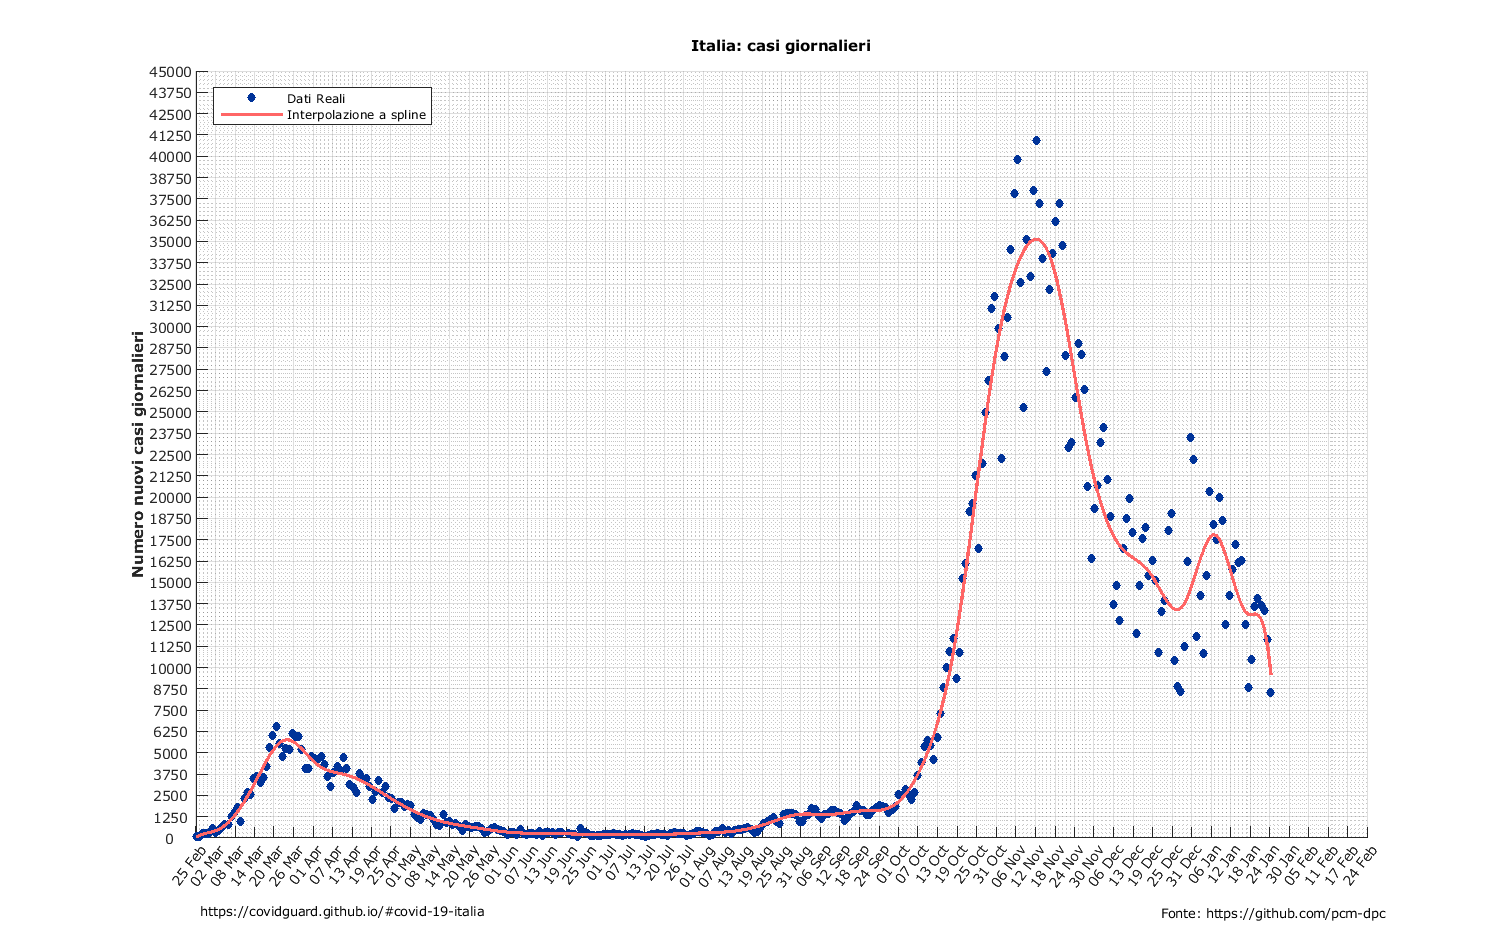 Italia: casi giornalieri
Dati Reali
Interpolazione a spline
Numero nuovi casi giornalieri
45000
43750
42500
41250
40000
38750
37500
36250
35000
33750
32500
31250
30000
28750
27500
26250
25000
23750
22500
21250
20000
18750
17500
16250
15000
13750
12500
11250
10000
8750
7500
6250
5000
3750
2500
1250
0
25 Feb
02 Mar
08 Mar
14 Mar
20 Mar
26 Mar
01 Apr
07 Apr
13 Apr
19 Apr
25 Apr
01 May
08 May
14 May
20 May
26 May
01 Jun
07 Jun
13 Jun
19 Jun
25 Jun
01 Jul
07 Jul
13 Jul
20 Jul
26 Jul
01 Aug
07 Aug
13 Aug
19 Aug
25 Aug
31 Aug
06 Sep
12 Sep
18 Sep
24 Sep
01 Oct
07 Oct
13 Oct
19 Oct
25 Oct
31 Oct
06 Nov
12 Nov
18 Nov
24 Nov
30 Nov
06 Dec
13 Dec
19 Dec
25 Dec
31 Dec
06 Jan
12 Jan
18 Jan
24 Jan
30 Jan
05 Feb
11 Feb
17 Feb
24 Feb
https://covidguard.github.io/#covid-19-italia
Fonte: https://github.com/pcm-dpc